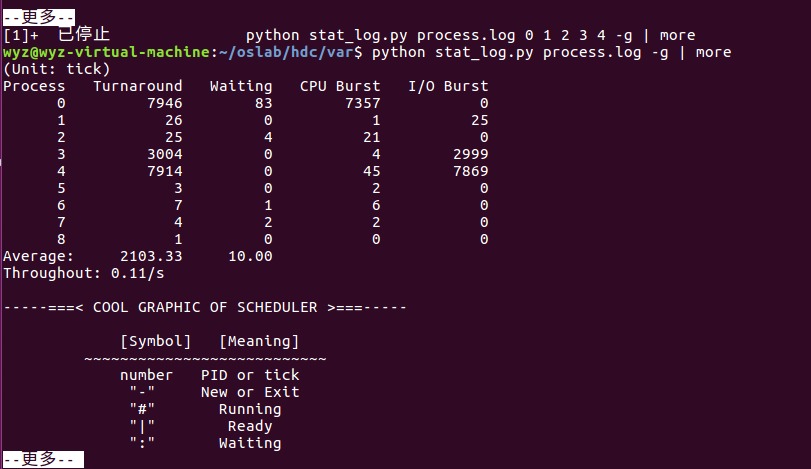 --更多--
[1]+  已停止               python stat_log.py process.log 0 1 2 3 4 -g | more
wyz@wyz-virtual-machine:~/oslab/hdc/var$ python stat_log.py process.log -g | more
(Unit: tick)
Process   Turnaround   Waiting   CPU Burst   I/O Burst
      0         7946        83        7357           0
      1           26         0           1          25
      2           25         4          21           0
      3         3004         0           4        2999
      4         7914         0          45        7869
      5            3         0           2           0
      6            7         1           6           0
      7            4         2           2           0
      8            1         0           0           0
Average:     2103.33     10.00
Throughout: 0.11/s
-----===< COOL GRAPHIC OF SCHEDULER >===-----
             [Symbol]   [Meaning]
         ~~~~~~~~~~~~~~~~~~~~~~~~~~~
             number   PID or tick
              "-"     New or Exit
              "#"       Running
              "|"        Ready
              ":"       Waiting
--更多--